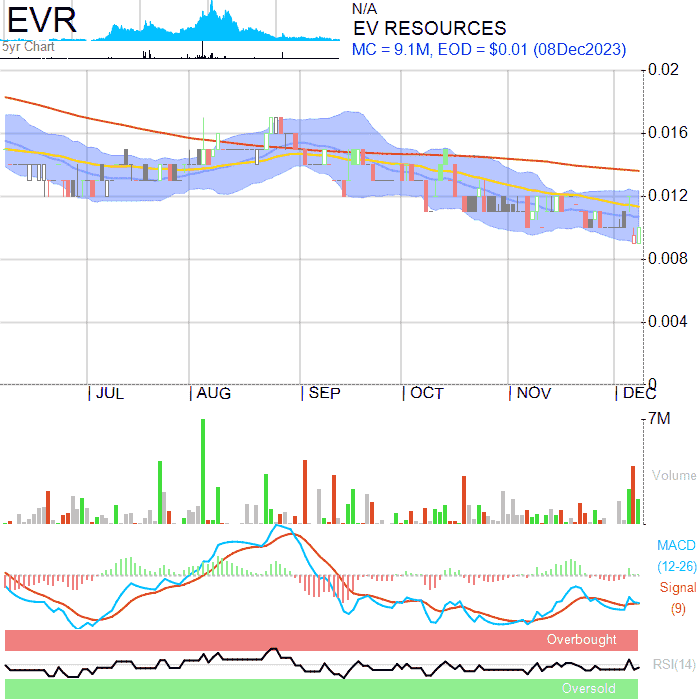 EVR
5yr Chart
N/A
EV RESOURCES
MC = 9.1M, EOD = $0.01 (08Dec2023)
0.02
0.016
0.012
0.008
0.004
0
JUL AUG SEP OCT NOV DEC
7M
Volume
MACD
(12-26)
Signal
(9)
Overbought
RSI(14)
Oversold